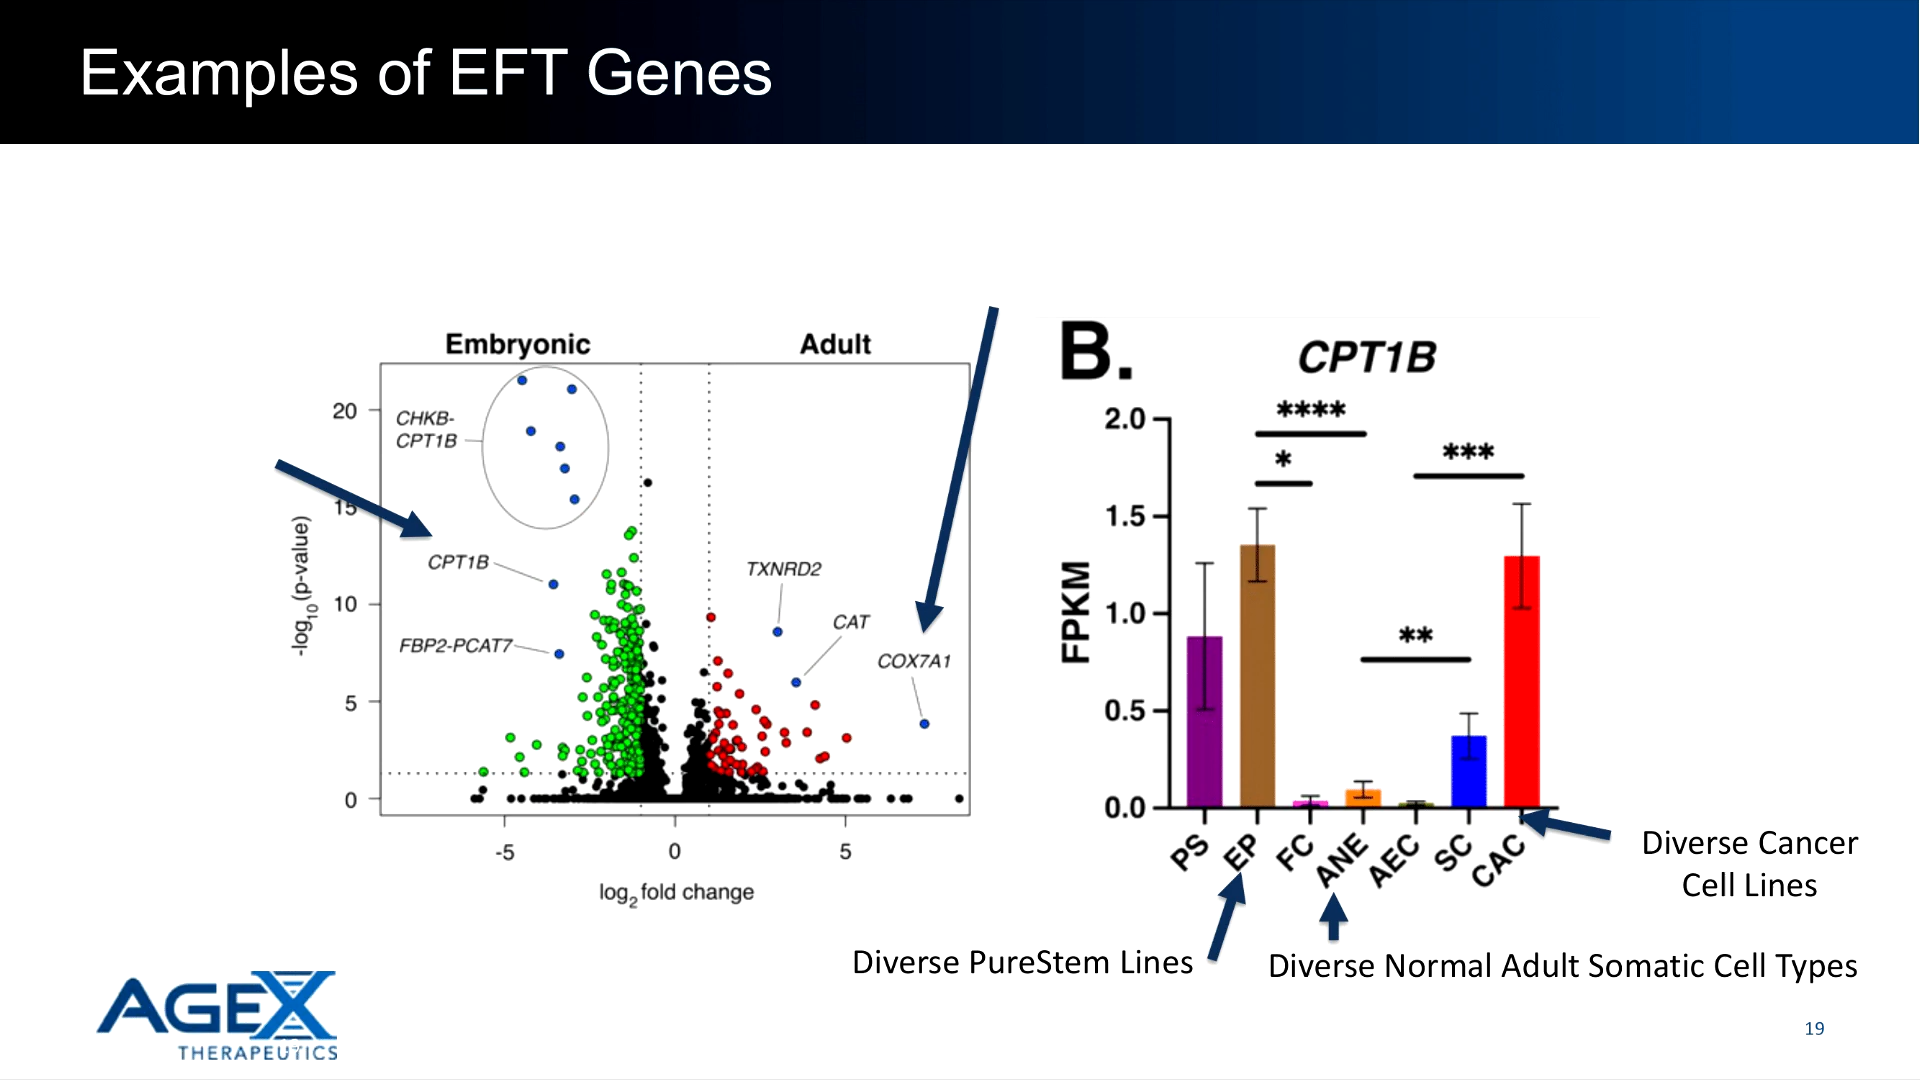 Examples of EFT Genes
Embryonic
Adult
CHKB-
CPT1B
CPT1B
FBP2-PCAT7
TXNRD2
CAT
COX7A1
20
15
10
5
0
-log10(p-value)
-5
0
5
log2 fold change
B.
CPT1B
****
*
***
**
2.0
1.5
1.0
0.5
0.0
FPKM
PS
EP
FC
ANE
AEC
SC
CAC
Diverse Cancer
Cell Lines
Diverse PureStem Lines
Diverse Normal Adult Somatic Cell Types
AGEX
THERAPEUTICS
19